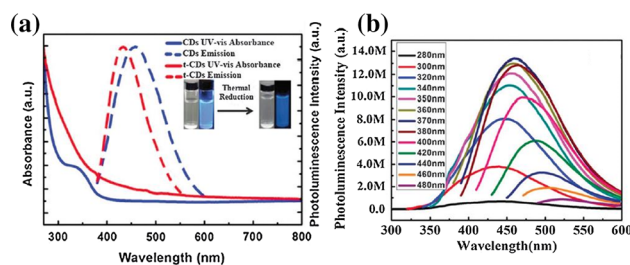 (a)
CDs UV-vis Absorbance
CDs Emission
t-CDs UV-vis Absorbance
t-CDs Emission
Thermal
Reduction
Absorbance (a.u.)
Photoluminescence Intensity (a.u.)
300 400 500 600 700 800
Wavelength (nm)
(b)
14.0M
12.0M
10.0M
8.0M
6.0M
4.0M
2.0M
0.0
280nm
300nm
320nm
340nm
350nm
360nm
370nm
380nm
400nm
420nm
440nm
460nm
480nm
Photoluminescence Intensity (a.u.)
300 350 400 450 500 550 600
Wavelength(nm)